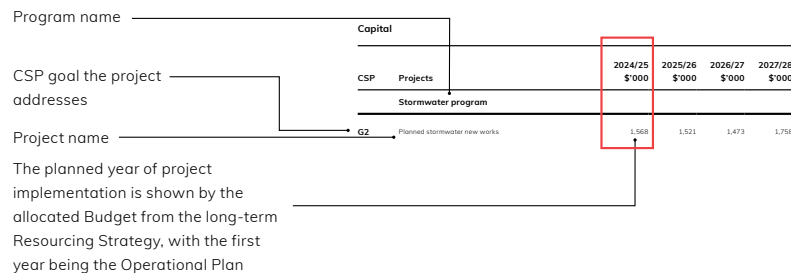 Program name
CSP goal the project
addresses
Project name
The planned year of project
implementation is shown by the
allocated Budget from the long-term
Resourcing Strategy, with the first
year being the Operational Plan
Capital
2024/25 2025/26 2026/27 2027/28
CSP Projects $'000 $'000 $'000 $'000
Stormwater program
G2 Planned stormwater new works 1,568 1,521 1,473 1,758